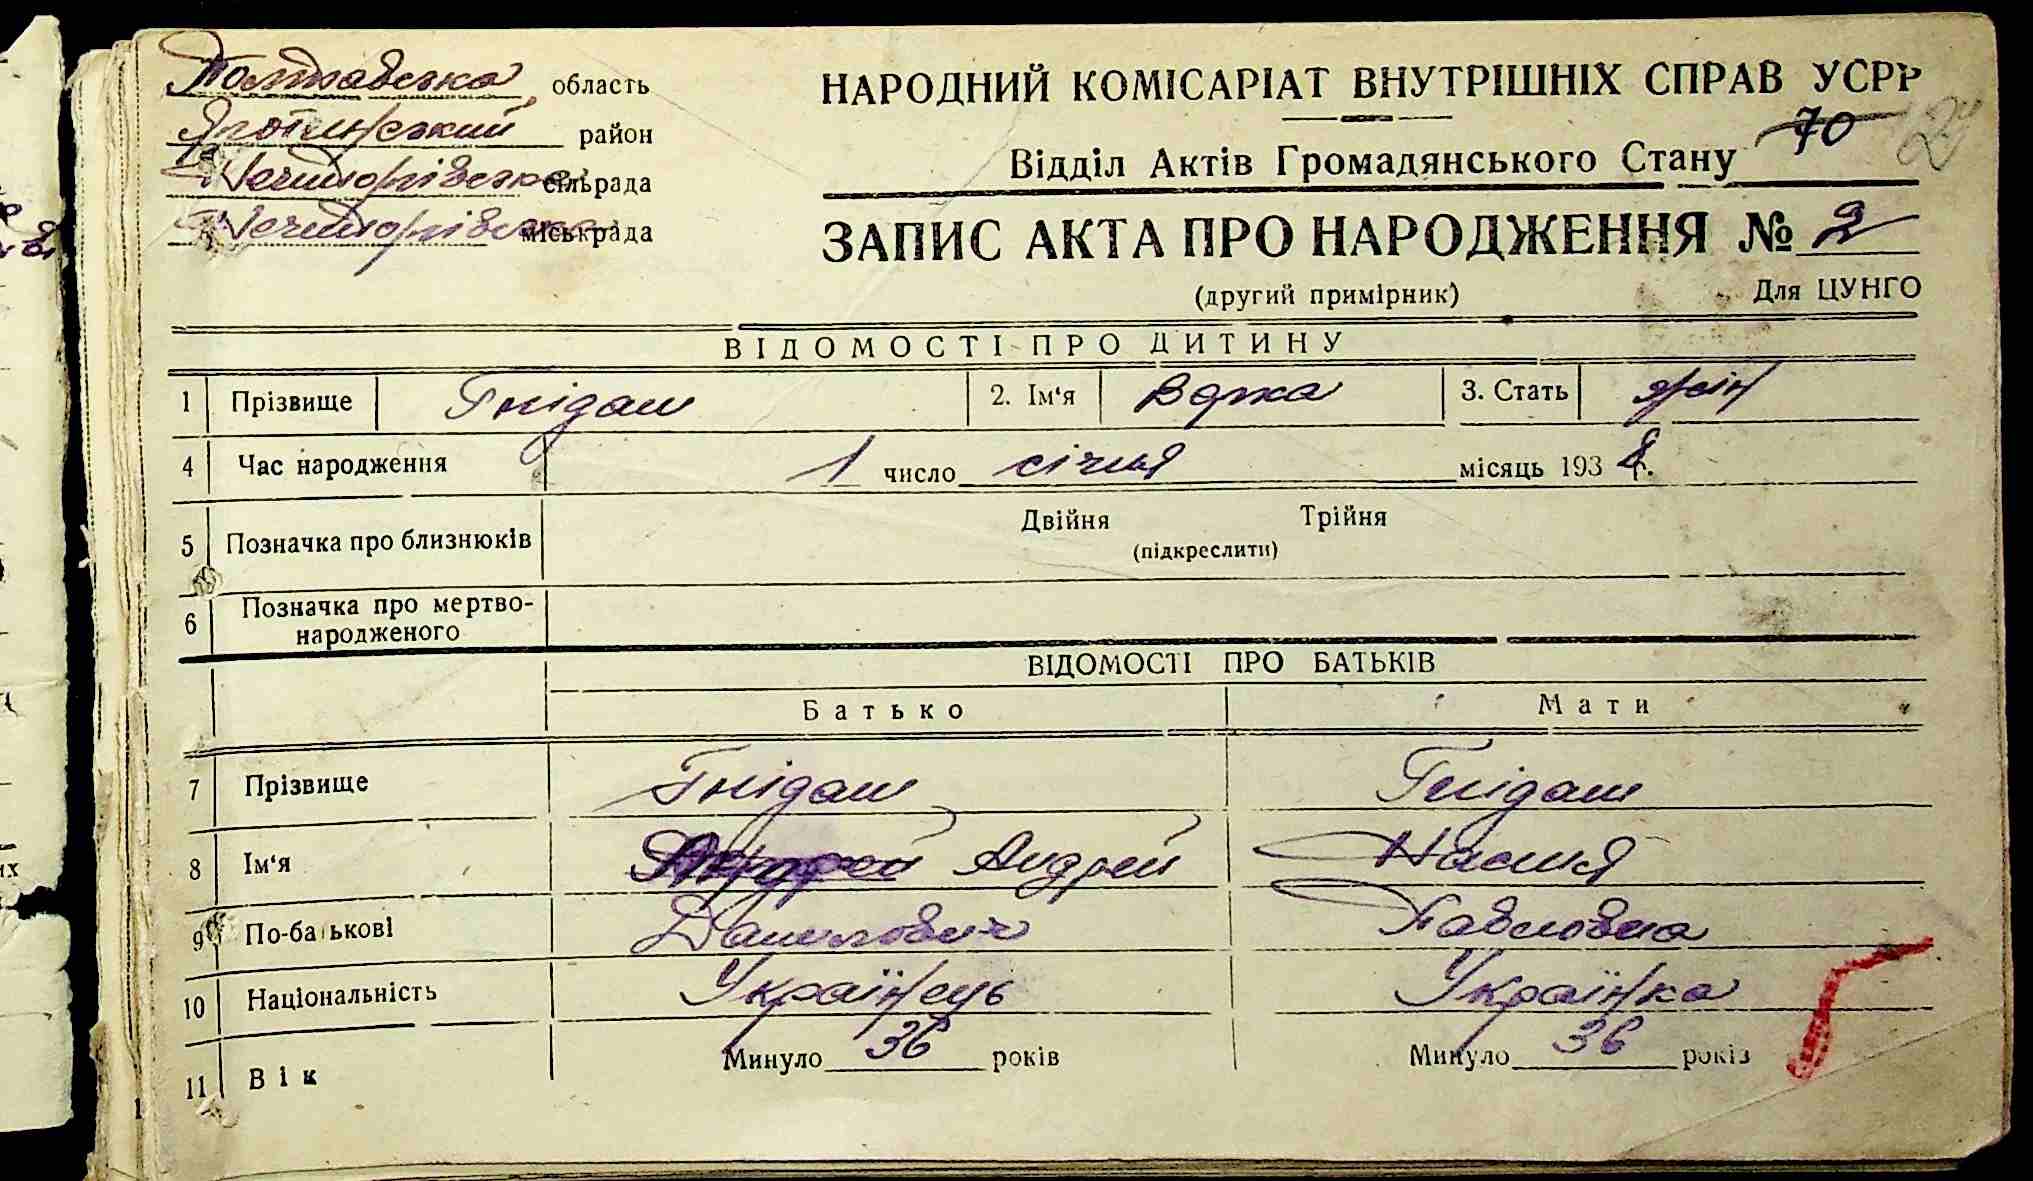 Полтавська область
Яготинський район
сільрада
міськрада
НАРОДНИЙ КОМІСАРІАТ ВНУТРІШНІХ СПРАВ УСРР
Відділ Актів Громадянського Стану 70
ЗАПИС АКТА ПРО НАРОДЖЕННЯ № 2
(другий примірник) Для ЦУНГО
ВІДОМОСТІ ПРО ДИТИНУ
1 Прізвище Гнідаш 2. Ім'я 3. Стать жін
4 Час народження 1 число січня місяць 1938.
5 Позначка про близнюків Двійня Трійня
(підкреслити)
6 Позначка про мертво-
народженого
ВІДОМОСТІ ПРО БАТЬКІВ
Батько Мати
7 Прізвище Гнідаш Гнідаш
8 Ім'я Андрей Настя
9 По-батькові Данилович Павловна
10 Національність Українець Українка
11 Вік Минуло 36 років Минуло 36 років